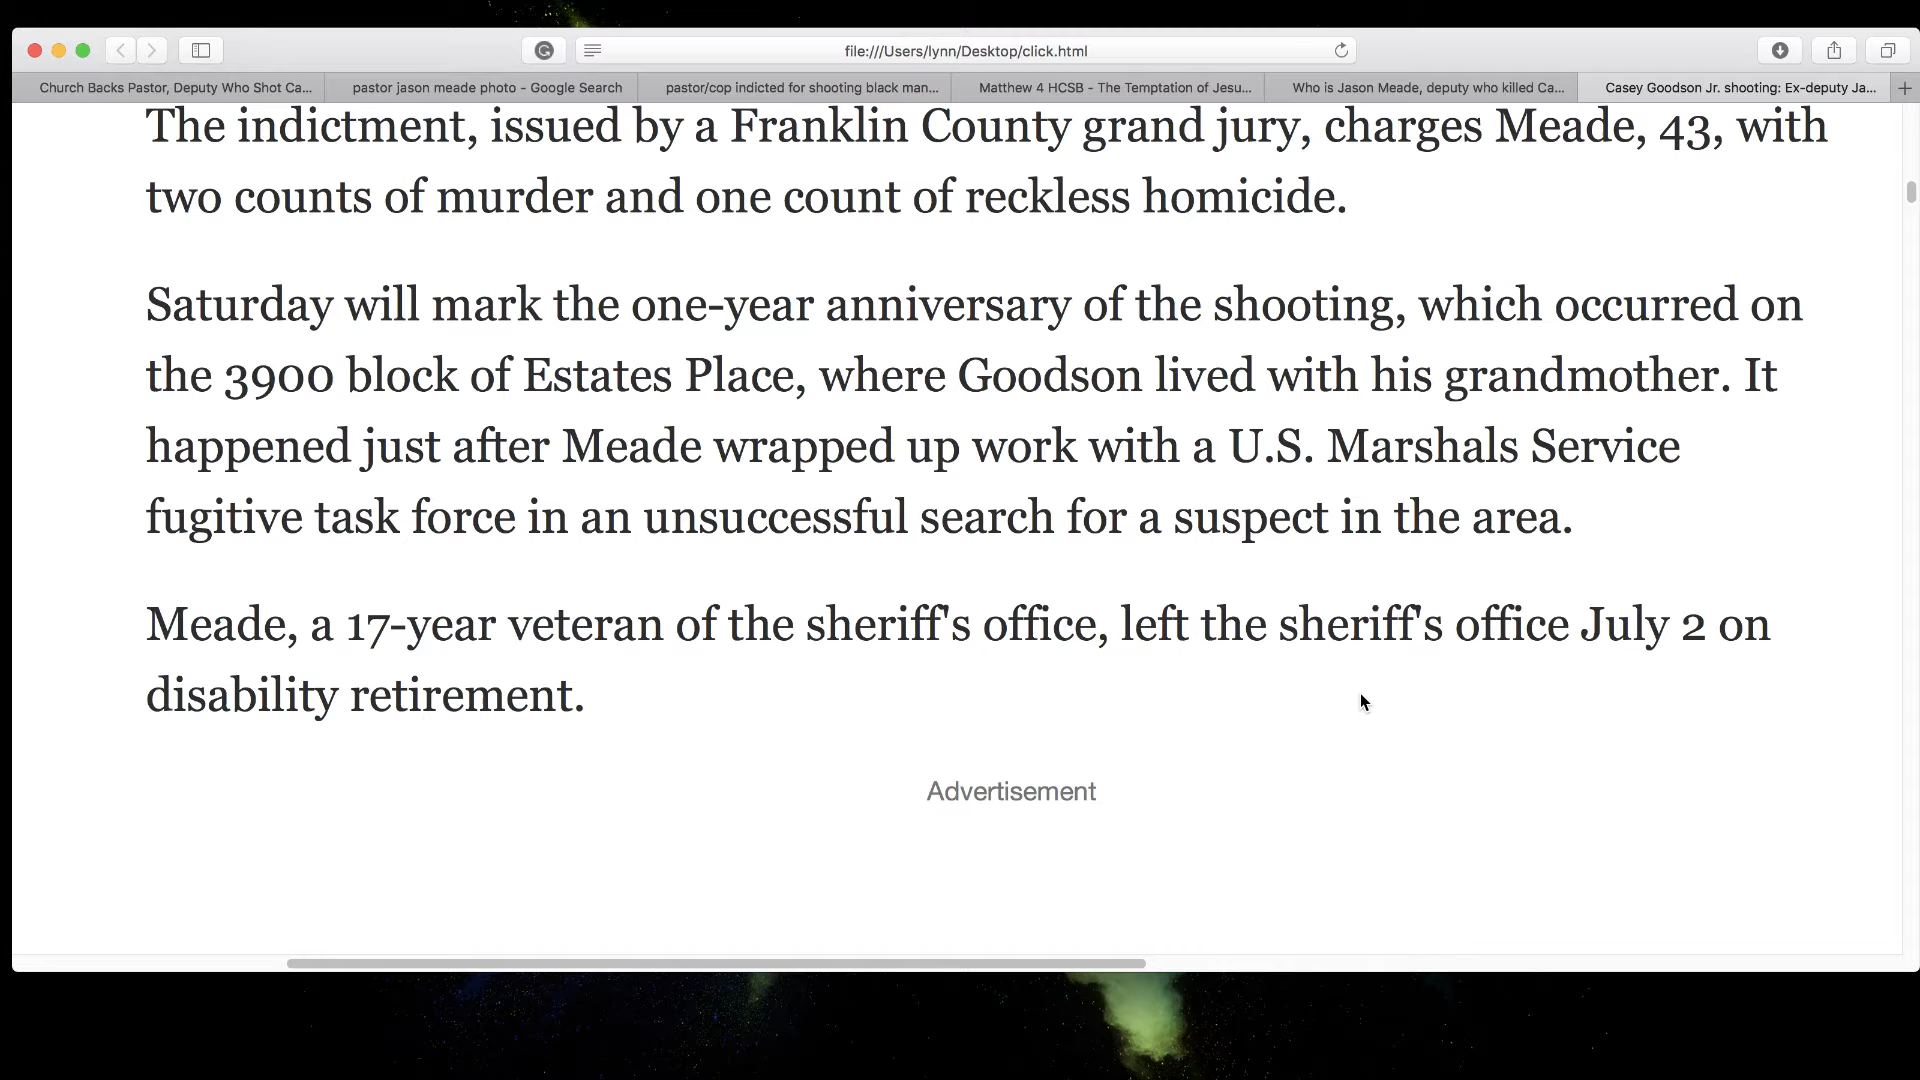 file:///Users/lynn/Desktop/click.html
Church Backs Pastor, Deputy Who Shot Ca...
pastor jason meade photo - Google Search
pastor/cop indicted for shooting black man...
Matthew 4 HCSB - The Temptation of Jesu...
Who is Jason Meade, deputy who killed Ca...
Casey Goodson Jr. shooting: Ex-deputy Ja...
The indictment, issued by a Franklin County grand jury, charges Meade, 43, with
two counts of murder and one count of reckless homicide.
Saturday will mark the one-year anniversary of the shooting, which occurred on
the 3900 block of Estates Place, where Goodson lived with his grandmother. It
happened just after Meade wrapped up work with a U.S. Marshals Service
fugitive task force in an unsuccessful search for a suspect in the area.
Meade, a 17-year veteran of the sheriff's office, left the sheriff's office July 2 on
disability retirement.
Advertisement